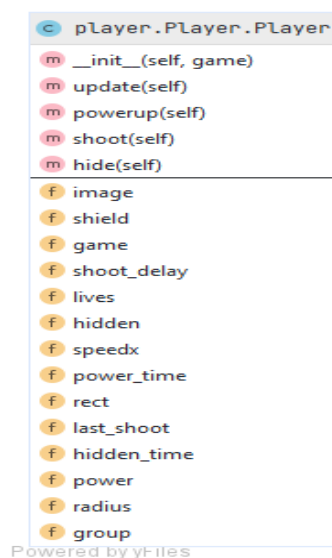 c player.Player.Player
m __init__(self, game)
m update(self)
m powerup(self)
m shoot(self)
m hide(self)
f image
f shield
f game
f shoot_delay
f lives
f hidden
f speedx
f power_time
f rect
f last_shoot
f hidden_time
f power
f radius
f group
Powered by yFiles